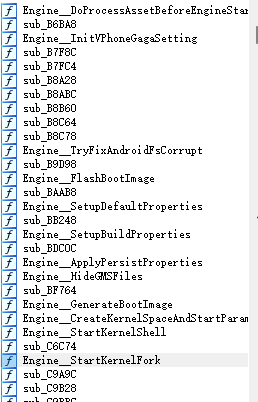 Engine__DoProcessAssetBeforeEngineStar
sub_B6BA8
Engine__InitVPhoneGagaSetting
sub_B7F8C
sub_B7FC4
sub_B8A28
sub_B8ABC
sub_B8B60
sub_B8C64
sub_B8C78
Engine__TryFixAndroidFsCorrupt
sub_B9D98
Engine__FlashBootImage
sub_BAAB8
Engine__SetupDefaultProperties
sub_BB248
Engine__SetupBuildProperties
sub_BDC0C
Engine__ApplyPersistProperties
Engine__HideGMSFiles
sub_BF764
Engine__GenerateBootImage
Engine__CreateKernelSpaceAndStartParam
Engine__StartKernelShell
sub_C6C74
Engine__StartKernelFork
sub_C9A9C
sub_C9B28